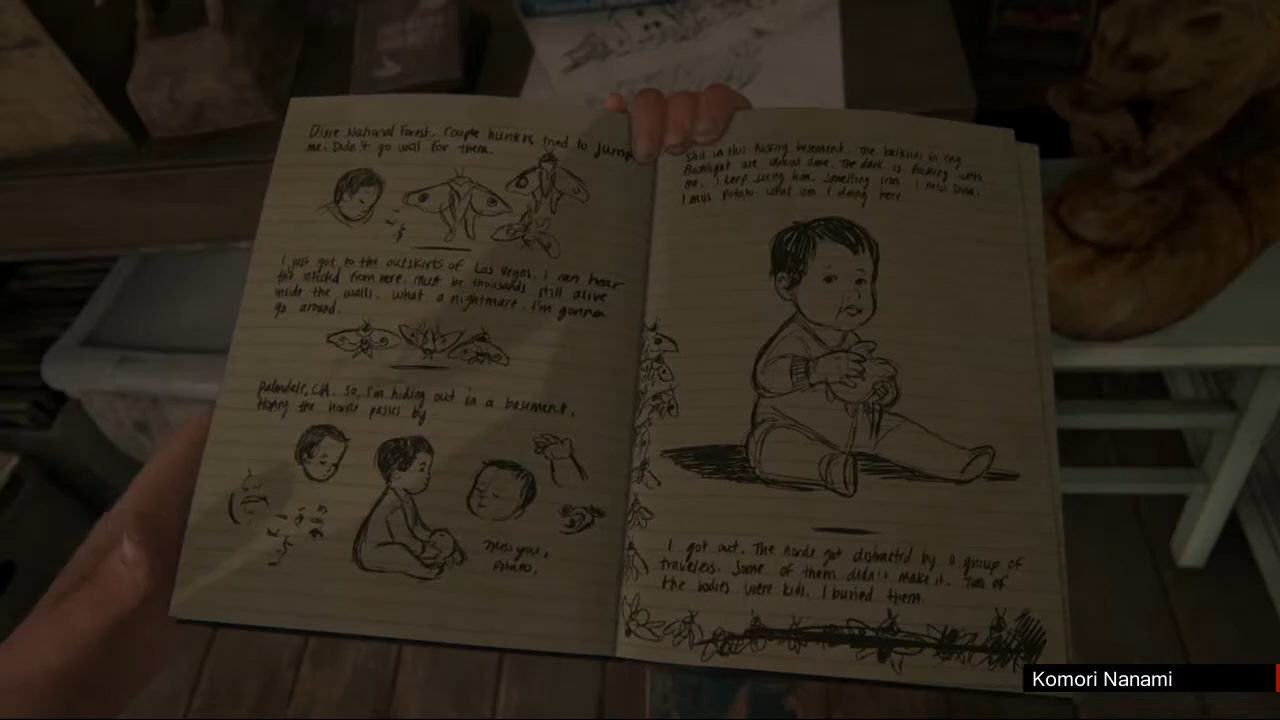 Dixie National Forest. Couple hunters tried to jump
me. Didn't go well for them.
I just got to the outskirts of Las Vegas. I can hear
the infected from here. Must be thousands still alive
inside the walls. What a nightmare. I'm gonna
go around.
Palmdale, CA. So, I'm hiding out in a basement.
Hoping the horde passes by
Miss you,
Potato.
in this fucking basement. The batteries in my
flashlight are almost done. The dark is fucking with
me. I keep seeing him. Smelling him. I miss Dina.
I miss Potato. What am I doing here
I got out. The horde got distracted by a group of
travelers. Some of them didn't make it. Two of
the bodies were kids. I buried them.
Komori Nanami